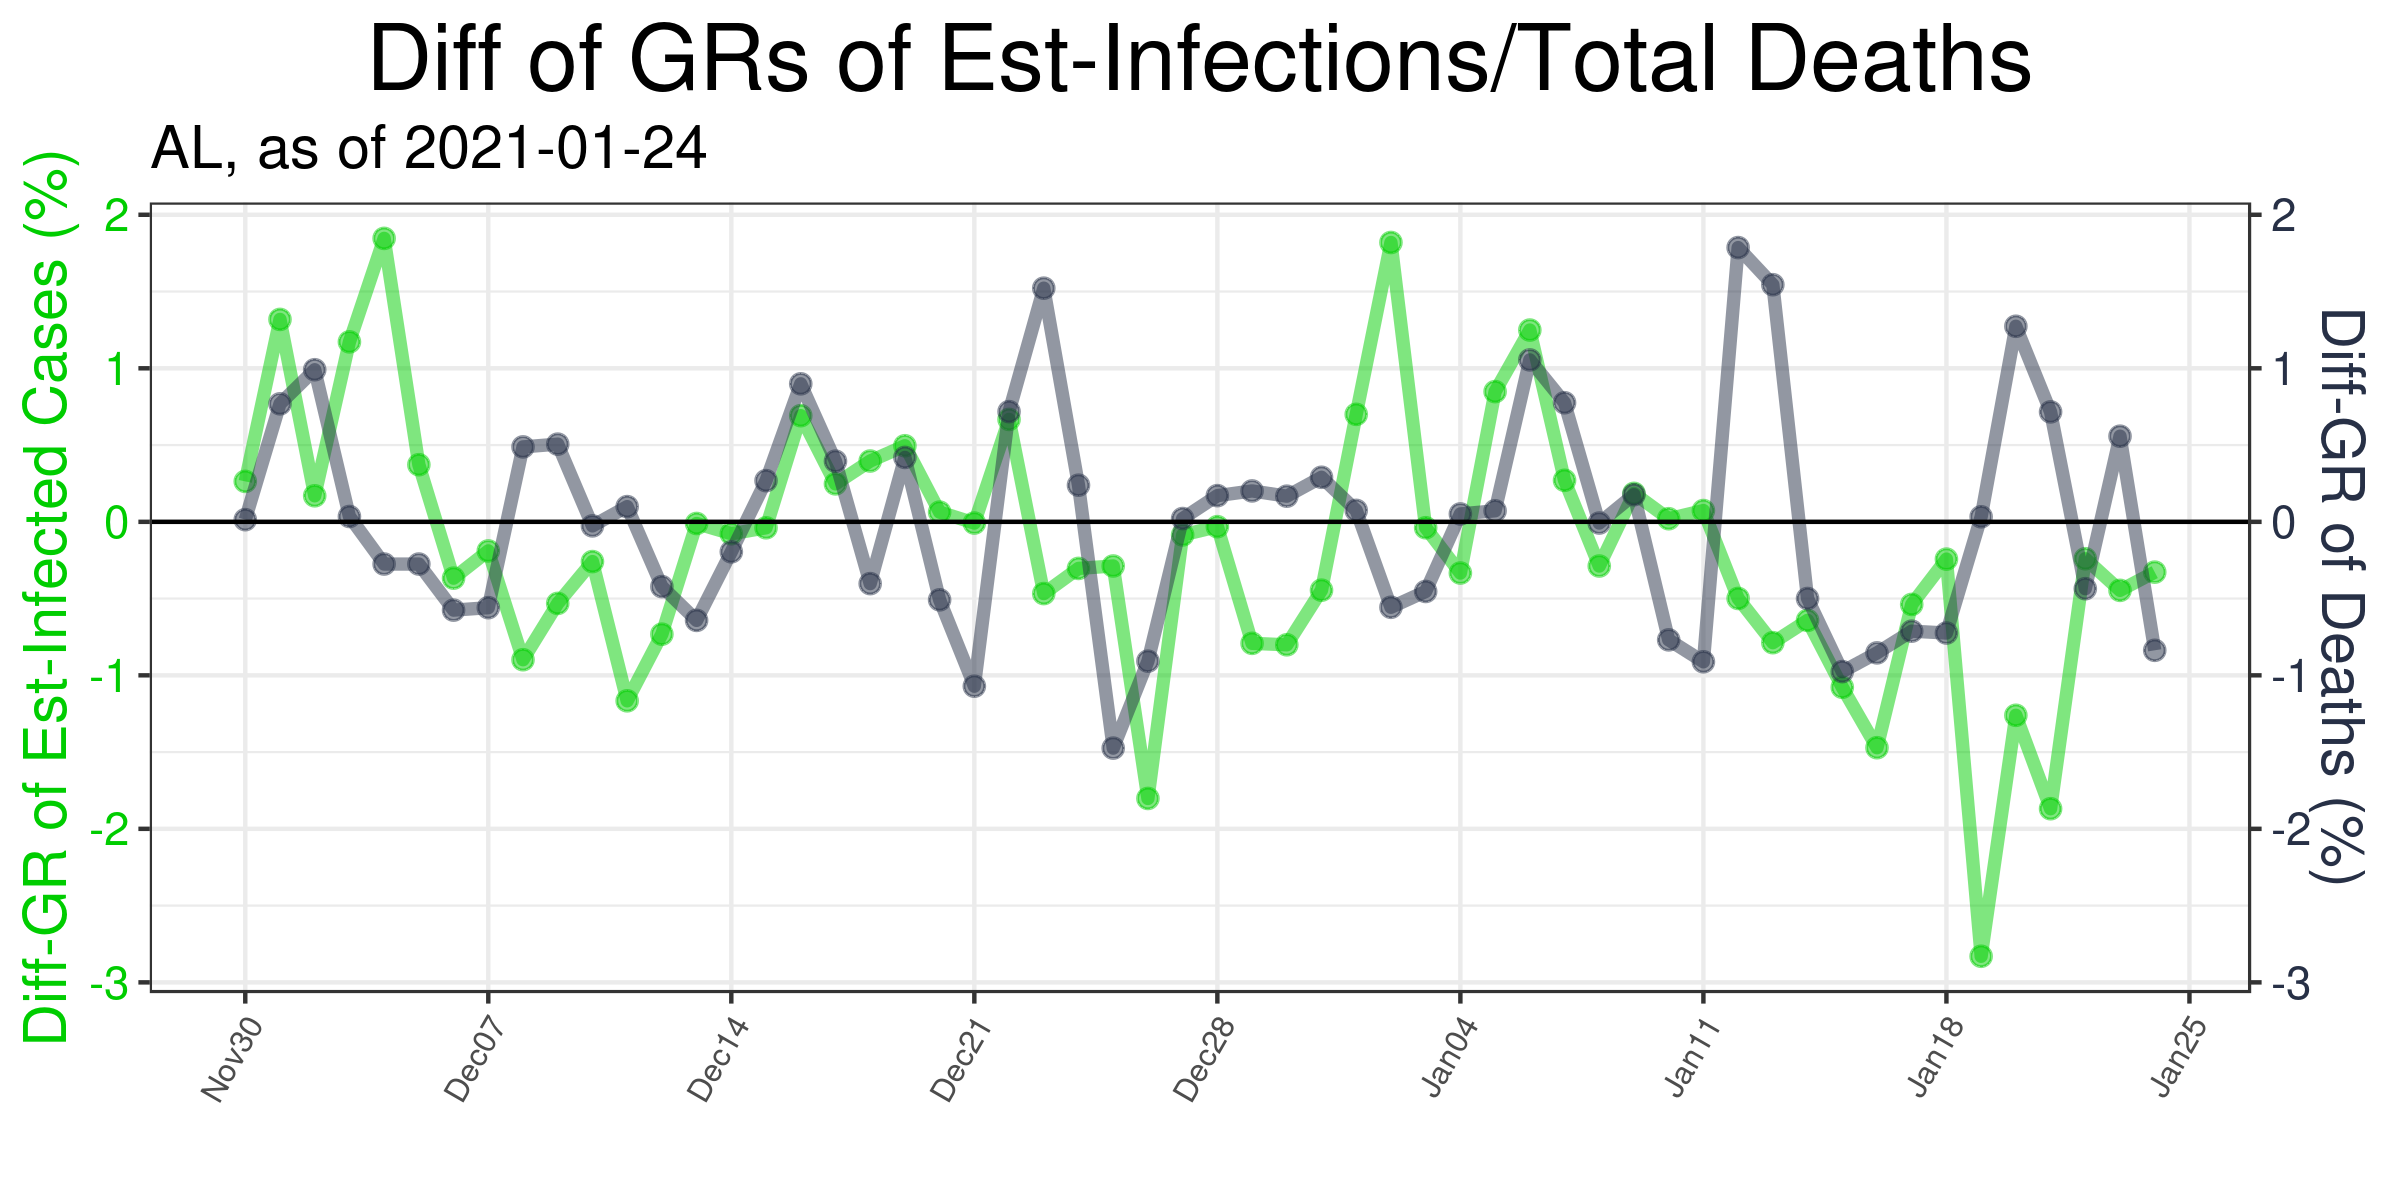 Diff of GRs of Est-Infections/Total Deaths
AL, as of 2021-01-24
Diff-GR of Est-Infected Cases (%)
2
1
0
-1
-2
-3
2
1
0
-1
-2
-3
Diff-GR of Deaths (%)
Nov30
Dec07
Dec14
Dec21
Dec28
Jan04
Jan11
Jan18
Jan25